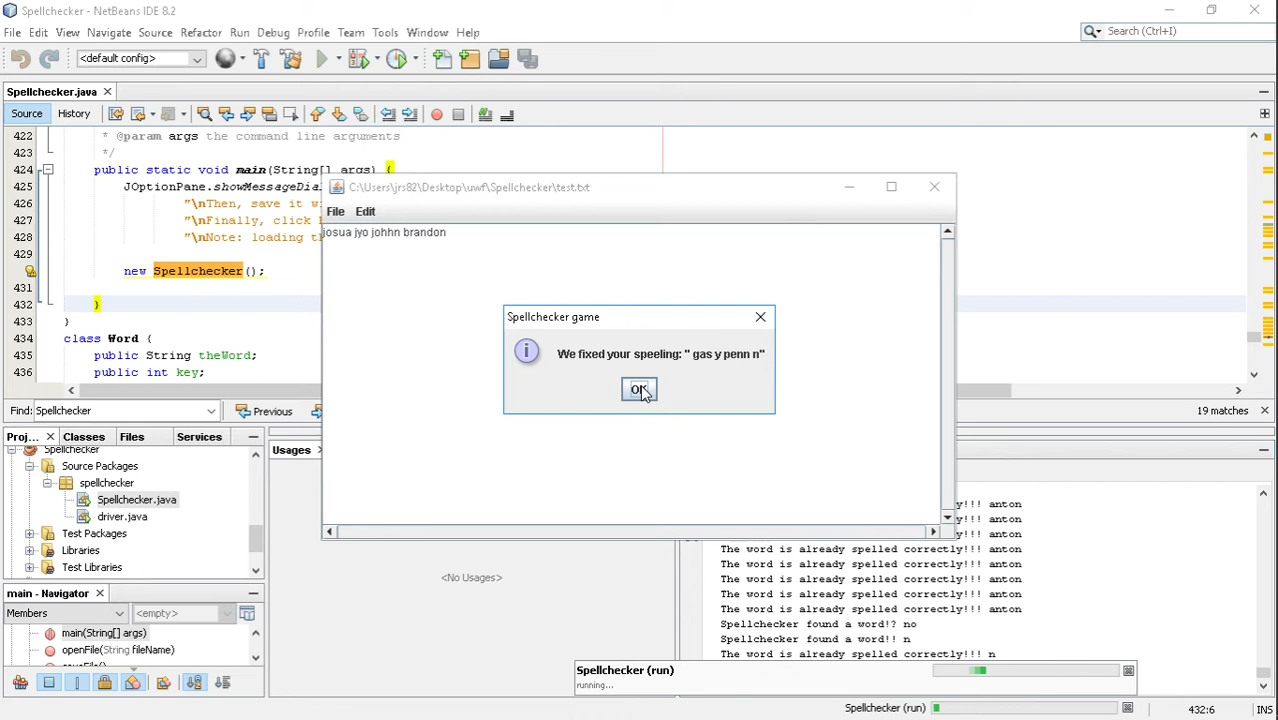 Spellchecker - NetBeans IDE 8.2
File Edit View Navigate Source Refactor Run Debug Profile Team Tools Window Help
Search (Ctrl+I)
<default config>
Spellchecker.java
Source History
422 * @param args the command line arguments
423 */
424 public static void main(String[] args) {
425 JOptionPane.showMessageDia
426 "\nThen, save it w
427 "\nFinally, click
428 "\nNote: loading th
429
new Spellchecker();
431
432 }
433 }
434 class Word {
435 public String theWord;
436 public int key;
C:\Users\jrs82\Desktop\uwf\Spellchecker\test.txt
File Edit
josua jyo johhn brandon
Spellchecker game
We fixed your speeling: " gas y penn n"
OK
Find: Spellchecker
Previous
19 matches
Proj... Classes Files Services
Spellchecker
Source Packages
spellchecker
Spellchecker.java
driver.java
Test Packages
Libraries
Test Libraries
Usages
<No Usages>
main - Navigator
Members <empty>
main(String[] args)
openFile(String fileName)
y!!! anton
y!!! anton
y!!! anton
The word is already spelled correctly!!! anton
The word is already spelled correctly!!! anton
The word is already spelled correctly!!! anton
The word is already spelled correctly!!! anton
The word is already spelled correctly!!! anton
Spellchecker found a word!? no
Spellchecker found a word!! n
The word is already spelled correctly!!! n
Spellchecker (run)
running...
Spellchecker (run)
432:6
INS